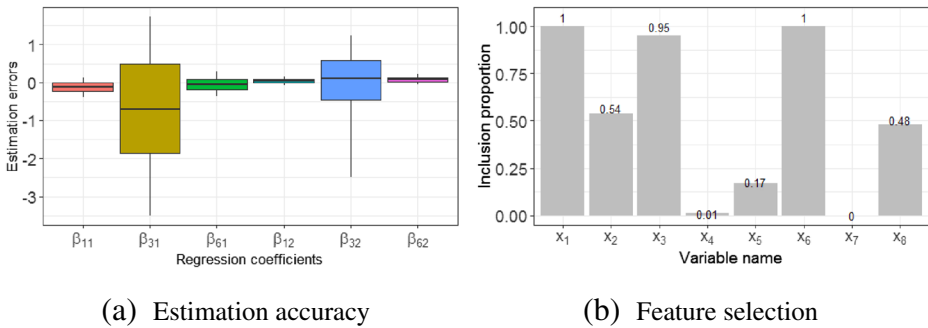 Estimation errors
1
0
-1
-2
-3
β11 β31 β61 β12 β32 β62
Regression coefficients
(a) Estimation accuracy
Inclusion proportion
1.00
0.75
0.50
0.25
0.00
1 0.54 0.95 0.01 0.17 1 0 0.48
x1 x2 x3 x4 x5 x6 x7 x8
Variable name
(b) Feature selection